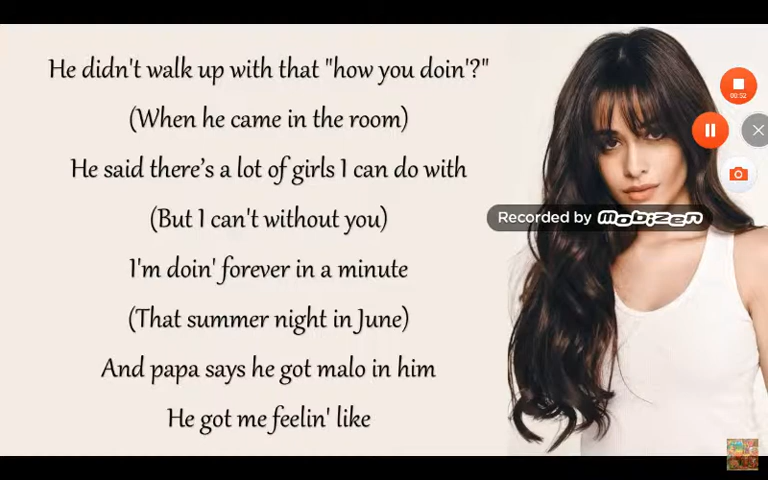 He didn't walk up with that "how you doin'?"
(When he came in the room)
He said there's a lot of girls I can do with
(But I can't without you)
I'm doin' forever in a minute
(That summer night in June)
And papa says he got malo in him
He got me feelin' like
Recorded by mobizen
00:52